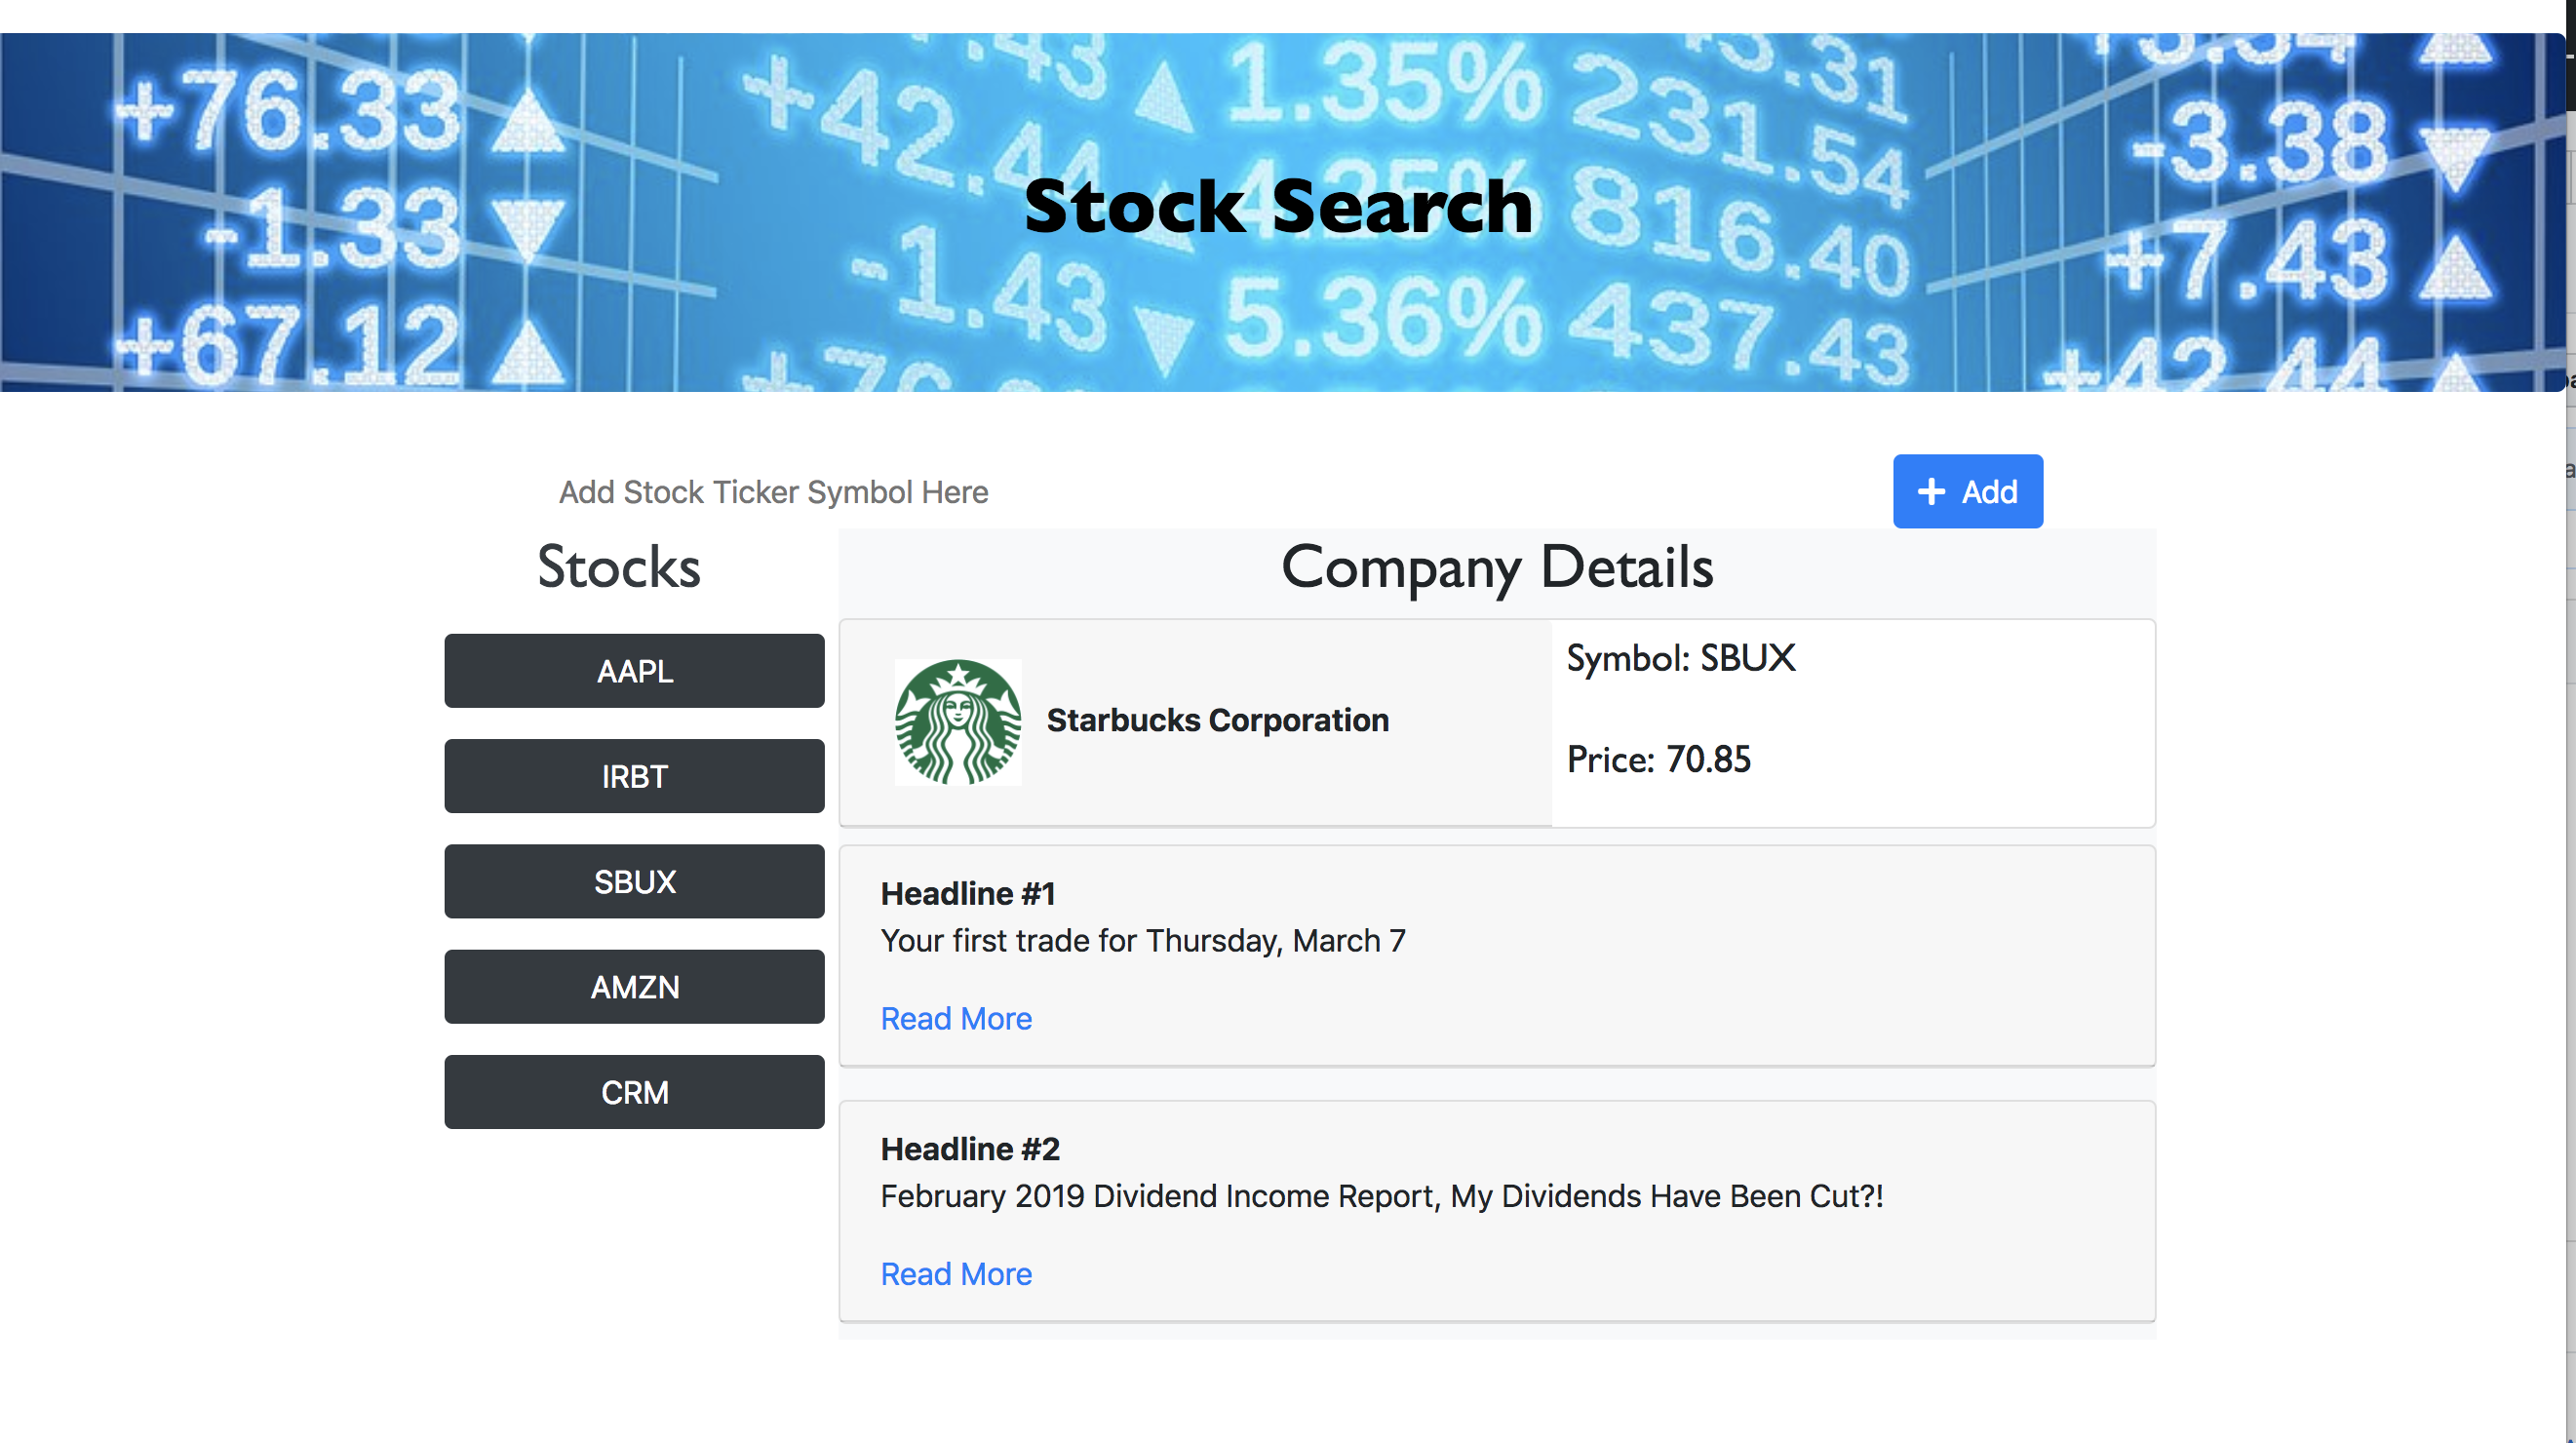 +76.33 ▲
-1.33 ▼
+67.12 ▲
+42.44
-1.43 ▼
▲ 1.35%
5.36%
231.54
816.40
437.43
-3.38 ▼
+7.43 ▲
+42.44 ▲
Stock Search
Add Stock Ticker Symbol Here
+ Add
Stocks
Company Details
AAPL
IRBT
SBUX
AMZN
CRM
Starbucks Corporation
Symbol: SBUX
Price: 70.85
Headline #1
Your first trade for Thursday, March 7
Read More
Headline #2
February 2019 Dividend Income Report, My Dividends Have Been Cut?!
Read More